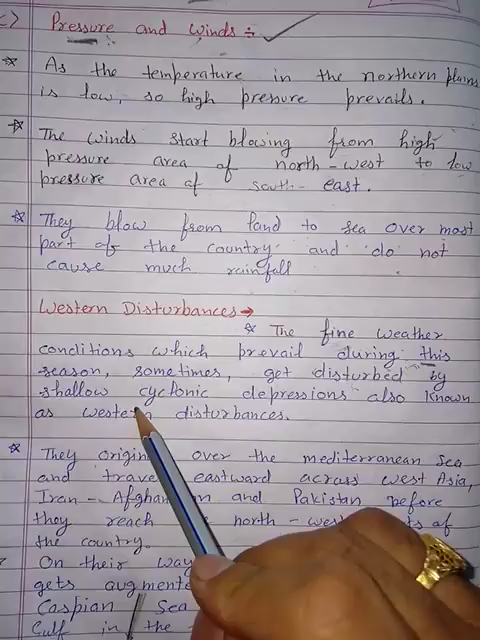 c) Pressure and winds :-
* As the temperature in the northern plains
is low, so high pressure prevails.
* The winds start blowing from high
pressure area of north-west to low
pressure area of south-east.
* They blow from land to sea over most
part of the country and do not
cause much rainfall
Western Disturbances →
* The fine weather
conditions which prevail during this
season, sometimes, get disturbed by
shallow cyclonic depressions also known
as western disturbances.
* They origin over the mediterranean sea
and travel eastward across west Asia,
Iran - and Pakistan before
they reach north-west of
the country.
On their way
gets augmente
Caspian Sea
Gulf in the